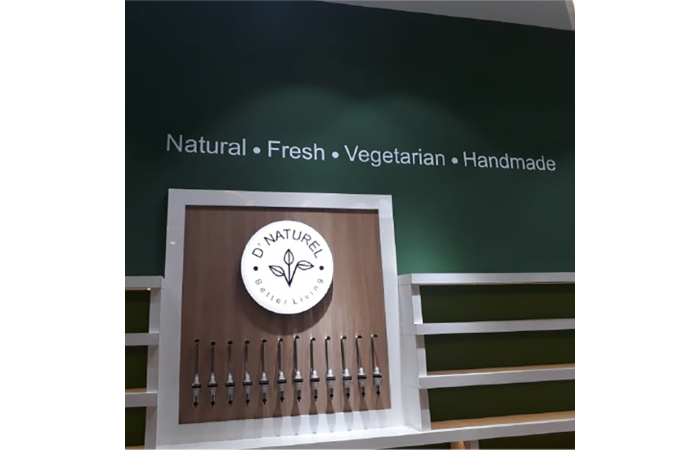 Natural • Fresh • Vegetarian • Handmade
D' NATUREL
• Better Living •